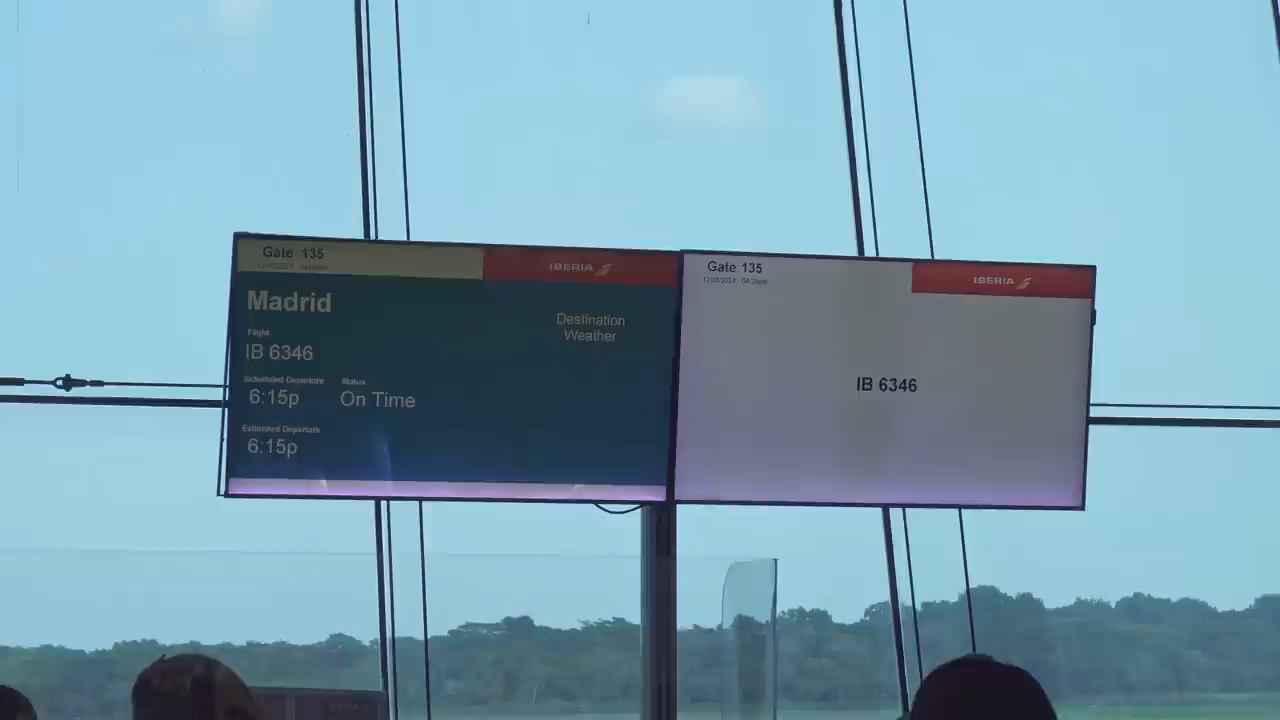 Gate 135
IBERIA
Madrid
Destination
Weather
Flight
IB 6346
Scheduled Departure
Status
6:15p
On Time
Estimated Departure
6:15p
Gate 135
IBERIA
IB 6346